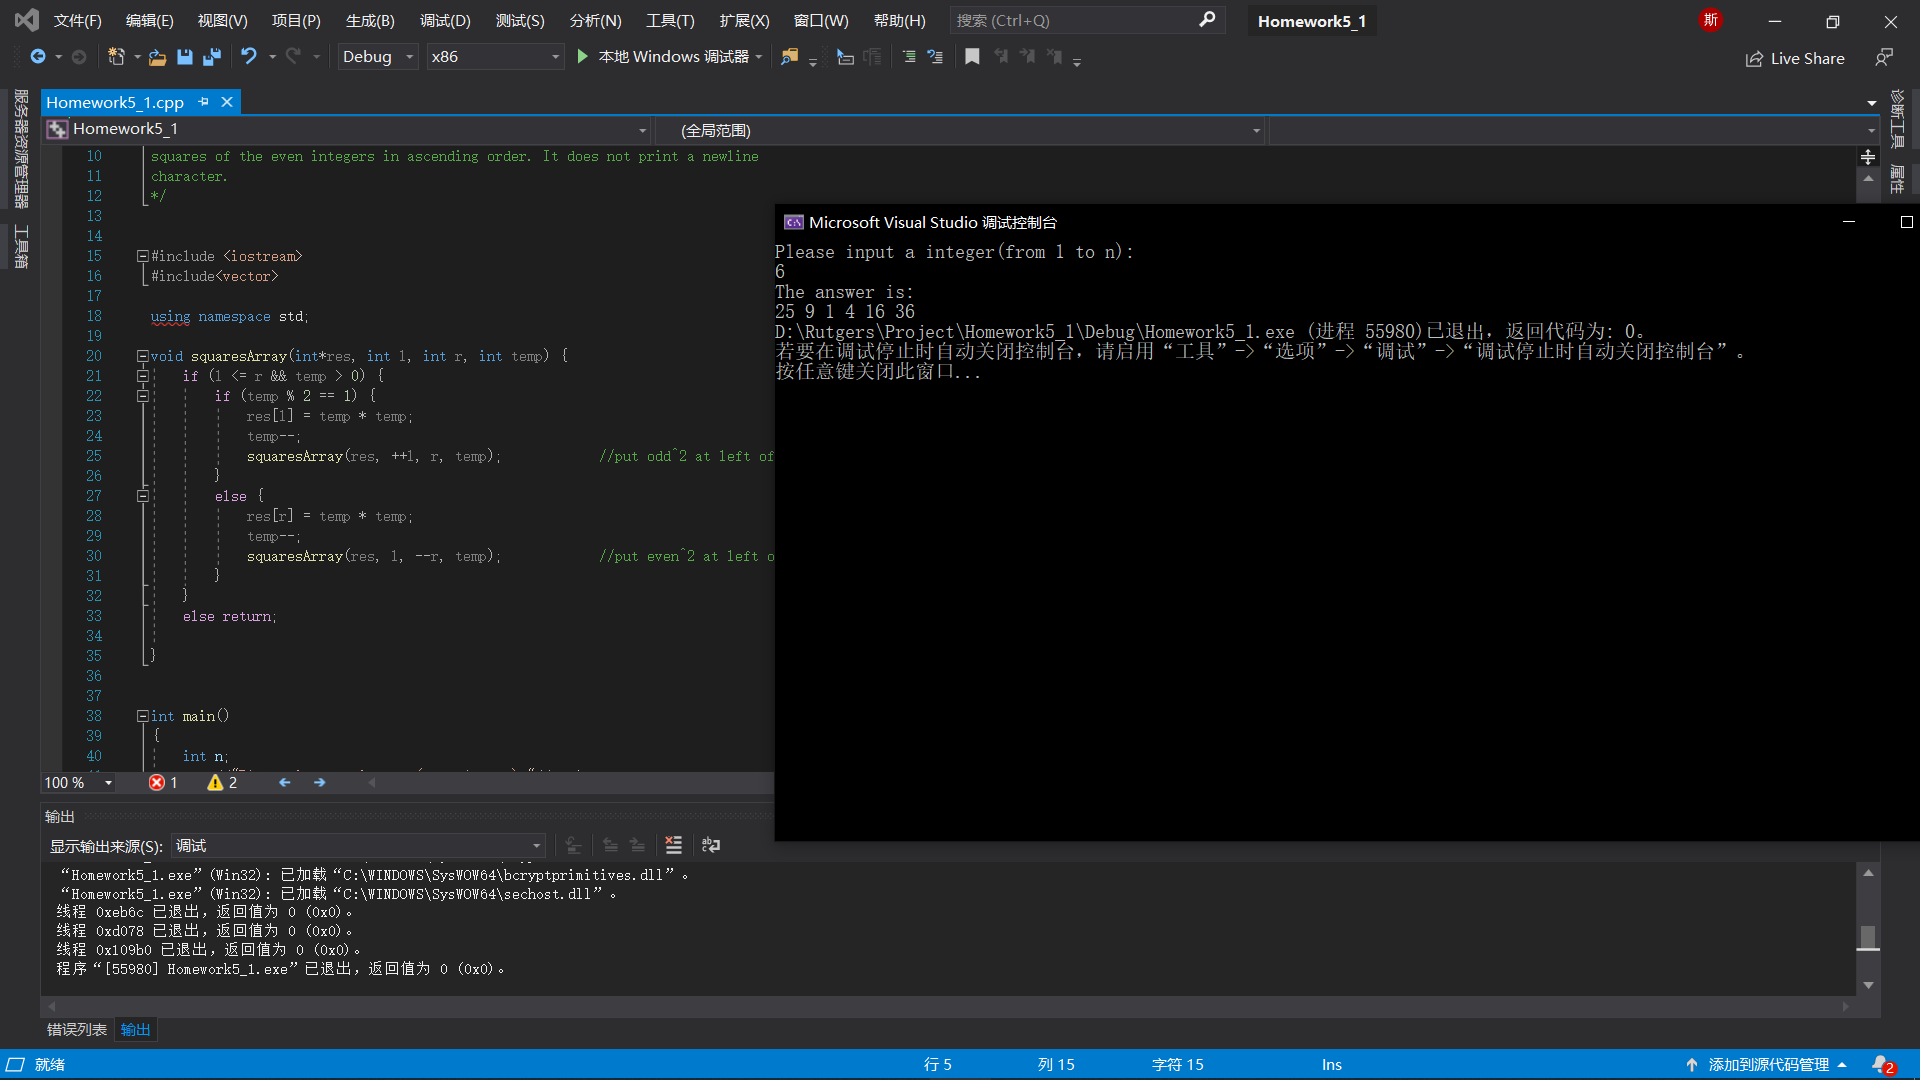 文件(F) 编辑(E) 视图(V) 项目(P) 生成(B) 调试(D) 测试(S) 分析(N) 工具(T) 扩展(X) 窗口(W) 帮助(H) 搜索 (Ctrl+Q) Homework5_1 斯
Debug x86 本地 Windows 调试器 Live Share
服务器资源管理器
工具箱
Homework5_1.cpp
Homework5_1 (全局范围)
诊断工具
属性
10 squares of the even integers in ascending order. It does not print a newline
11 character.
12 */
13
14
15 #include <iostream>
16 #include<vector>
17
18 using namespace std;
19
20 void squaresArray(int*res, int l, int r, int temp) {
21 if (l <= r && temp > 0) {
22 if (temp % 2 == 1) {
23 res[l] = temp * temp;
24 temp--;
25 squaresArray(res, ++l, r, temp); //put odd^2 at left of
26 }
27 else {
28 res[r] = temp * temp;
29 temp--;
30 squaresArray(res, l, --r, temp); //put even^2 at left o
31 }
32 }
33 else return;
34
35 }
36
37
38 int main()
39 {
40 int n;
Microsoft Visual Studio 调试控制台
Please input a integer(from 1 to n):
6
The answer is:
25 9 1 4 16 36
D:\Rutgers\Project\Homework5_1\Debug\Homework5_1.exe (进程 55980)已退出，返回代码为: 0。
若要在调试停止时自动关闭控制台，请启用“工具”->“选项”->“调试”->“调试停止时自动关闭控制台”。
按任意键关闭此窗口...
100 % 1 2
输出
显示输出来源(S): 调试
“Homework5_1.exe” (Win32): 已加载“C:\WINDOWS\SysWOW64\bcryptprimitives.dll”。
“Homework5_1.exe” (Win32): 已加载“C:\WINDOWS\SysWOW64\sechost.dll”。
线程 0xeb6c 已退出，返回值为 0 (0x0)。
线程 0xd078 已退出，返回值为 0 (0x0)。
线程 0x109b0 已退出，返回值为 0 (0x0)。
程序“[55980] Homework5_1.exe”已退出，返回值为 0 (0x0)。
错误列表 输出
就绪 行 5 列 15 字符 15 Ins 添加到源代码管理 2